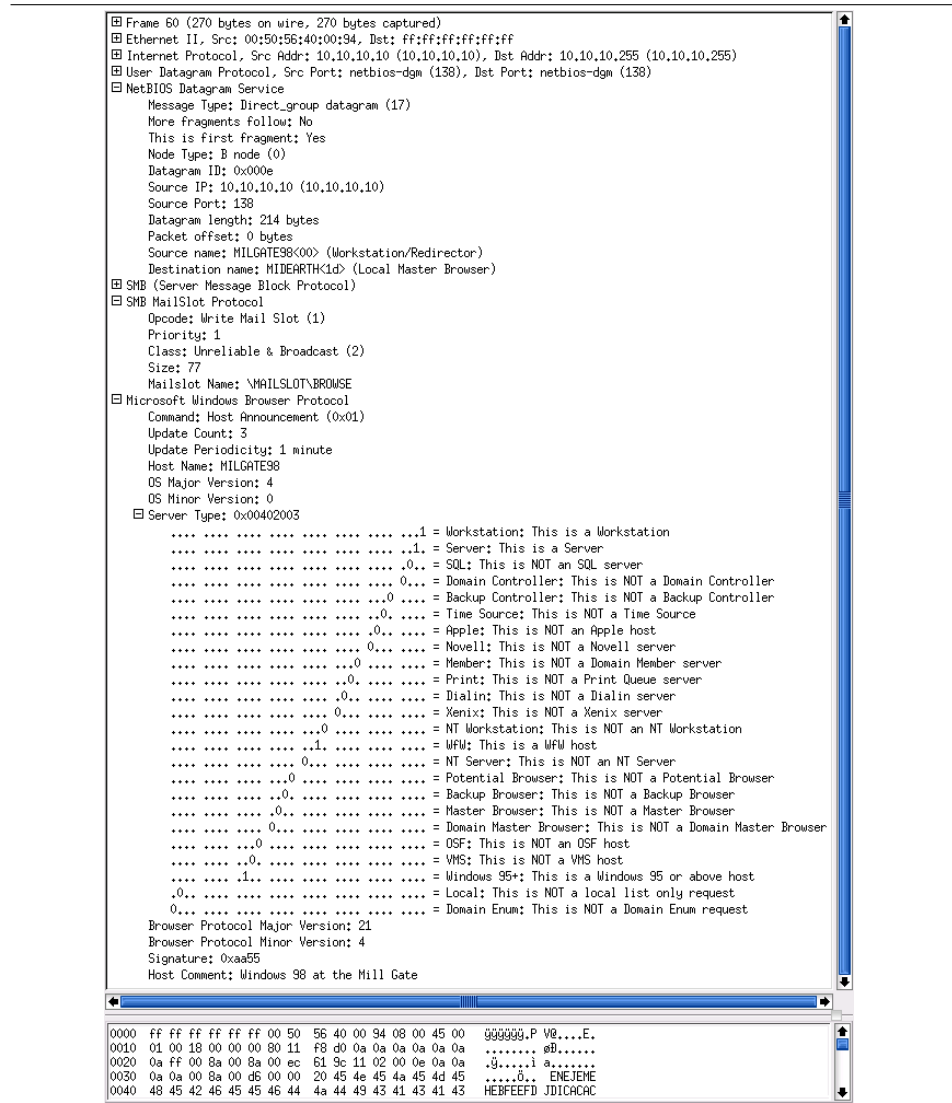 Frame 60 (270 bytes on wire, 270 bytes captured)
Ethernet II, Src: 00:50:56:40:00:94, Dst: ff:ff:ff:ff:ff:ff
Internet Protocol, Src Addr: 10.10.10.10 (10.10.10.10), Dst Addr: 10.10.10.255 (10.10.10.255)
User Datagram Protocol, Src Port: netbios-dgm (138), Dst Port: netbios-dgm (138)
NetBIOS Datagram Service
Message Type: Direct_group datagram (17)
More fragments follow: No
This is first fragment: Yes
Node Type: B node (0)
Datagram ID: 0x000e
Source IP: 10.10.10.10 (10.10.10.10)
Source Port: 138
Datagram length: 214 bytes
Packet offset: 0 bytes
Source name: MILGATE98<00> (Workstation/Redirector)
Destination name: MIDEARTH<1d> (Local Master Browser)
SMB (Server Message Block Protocol)
SMB MailSlot Protocol
Opcode: Write Mail Slot (1)
Priority: 1
Class: Unreliable & Broadcast (2)
Size: 77
Mailslot Name: \MAILSLOT\BROWSE
Microsoft Windows Browser Protocol
Command: Host Announcement (0x01)
Update Count: 3
Update Periodicity: 1 minute
Host Name: MILGATE98
OS Major Version: 4
OS Minor Version: 0
Server Type: 0x00402003
.... .... .... .... .... .... .... ...1 = Workstation: This is a Workstation
.... .... .... .... .... .... .... ..1. = Server: This is a Server
.... .... .... .... .... .... .... .0.. = SQL: This is NOT an SQL server
.... .... .... .... .... .... .... 0... = Domain Controller: This is NOT a Domain Controller
.... .... .... .... .... .... ...0 .... = Backup Controller: This is NOT a Backup Controller
.... .... .... .... .... .... ..0. .... = Time Source: This is NOT a Time Source
.... .... .... .... .... .... .0.. .... = Apple: This is NOT an Apple host
.... .... .... .... .... .... 0... .... = Novell: This is NOT a Novell server
.... .... .... .... .... ...0 .... .... = Member: This is NOT a Domain Member server
.... .... .... .... .... ..0. .... .... = Print: This is NOT a Print Queue server
.... .... .... .... .... .0.. .... .... = Dialin: This is NOT a Dialin server
.... .... .... .... .... 0... .... .... = Xenix: This is NOT a Xenix server
.... .... .... .... ...0 .... .... .... = NT Workstation: This is NOT an NT Workstation
.... .... .... .... ..1. .... .... .... = WfW: This is a WfW host
.... .... .... .... 0... .... .... .... = NT Server: This is NOT an NT Server
.... .... .... ...0 .... .... .... .... = Potential Browser: This is NOT a Potential Browser
.... .... .... ..0. .... .... .... .... = Backup Browser: This is NOT a Backup Browser
.... .... .... .0.. .... .... .... .... = Master Browser: This is NOT a Master Browser
.... .... .... 0... .... .... .... .... = Domain Master Browser: This is NOT a Domain Master Browser
.... .... ...0 .... .... .... .... .... = OSF: This is NOT an OSF host
.... .... ..0. .... .... .... .... .... = VMS: This is NOT a VMS host
.... .... .1.. .... .... .... .... .... = Windows 95+: This is a Windows 95 or above host
.0.. .... .... .... .... .... .... .... = Local: This is NOT a local list only request
0... .... .... .... .... .... .... .... = Domain Enum: This is NOT a Domain Enum request
Browser Protocol Major Version: 21
Browser Protocol Minor Version: 4
Signature: 0xaa55
Host Comment: Windows 98 at the Mill Gate
0000 ff ff ff ff ff ff 00 50 56 40 00 94 08 00 45 00 ÿÿÿÿÿÿ.P V@....E.
0010 01 00 18 00 00 00 80 11 f8 d0 0a 0a 0a 0a 0a 0a ........ øÐ......
0020 0a ff 00 8a 00 8a 00 ec 61 9c 11 02 00 0e 0a 0a .ÿ.....ì a.......
0030 0a 0a 00 8a 00 d6 00 00 20 45 4e 45 4a 45 4d 45 .....Ö.. ENEJEME
0040 48 45 42 46 45 45 46 44 4a 44 49 43 41 43 41 43 HEBFEEFD JDICACAC